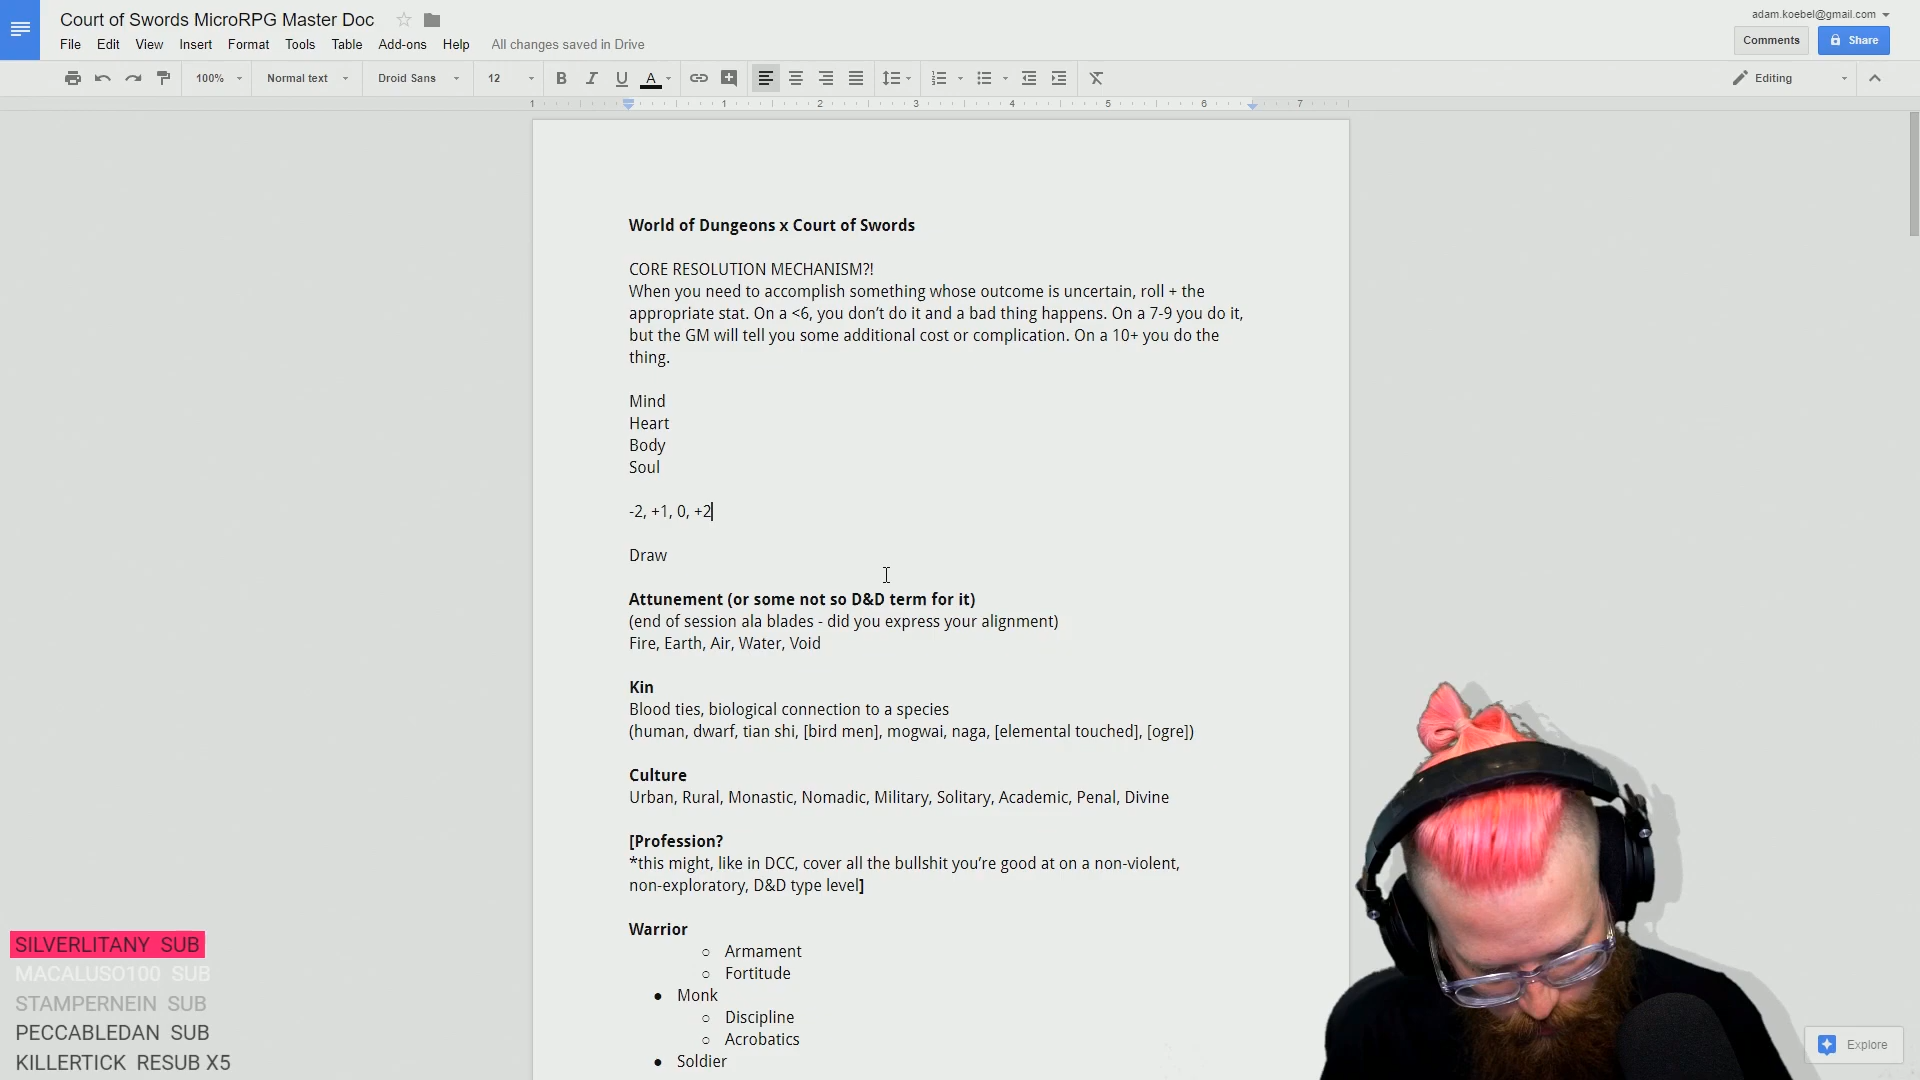 Court of Swords MicroRPG Master Doc
adam.koebel@gmail.com
File Edit View Insert Format Tools Table Add-ons Help All changes saved in Drive
Comments Share
100% Normal text Droid Sans 12 B I U A Editing
1 1 2 3 4 5 6 7
World of Dungeons x Court of Swords
CORE RESOLUTION MECHANISM?!
When you need to accomplish something whose outcome is uncertain, roll + the
appropriate stat. On a <6, you don’t do it and a bad thing happens. On a 7-9 you do it,
but the GM will tell you some additional cost or complication. On a 10+ you do the
thing.
Mind
Heart
Body
Soul
-2, +1, 0, +2
Draw
Attunement (or some not so D&D term for it)
(end of session ala blades - did you express your alignment)
Fire, Earth, Air, Water, Void
Kin
Blood ties, biological connection to a species
(human, dwarf, tian shi, [bird men], mogwai, naga, [elemental touched], [ogre])
Culture
Urban, Rural, Monastic, Nomadic, Military, Solitary, Academic, Penal, Divine
[Profession?
*this might, like in DCC, cover all the bullshit you’re good at on a non-violent,
non-exploratory, D&D type level]
Warrior
○ Armament
○ Fortitude
● Monk
○ Discipline
○ Acrobatics
● Soldier
SILVERLITANY SUB
MACALUSO100 SUB
STAMPERNEIN SUB
PECCABLEDAN SUB
KILLERTICK RESUB X5
Explore